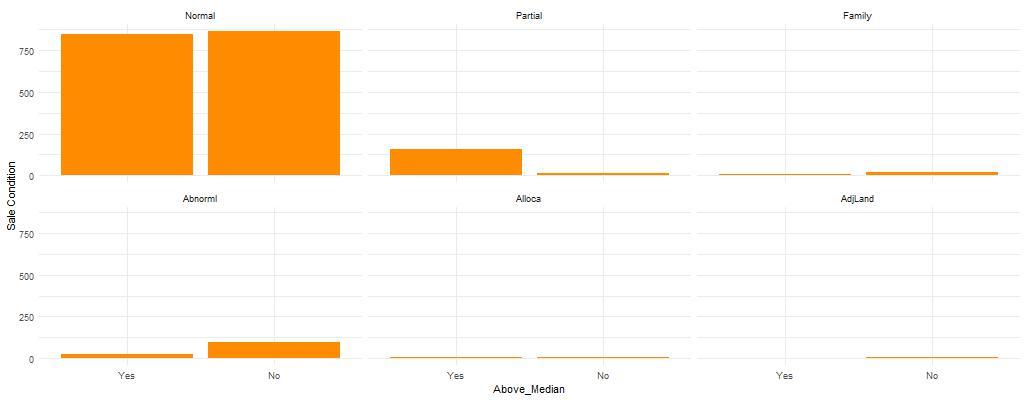 Normal Partial Family
750
500
250
0
Sale Condition
Abnorml Alloca AdjLand
750
500
250
0
Yes No Yes No Yes No
Above_Median